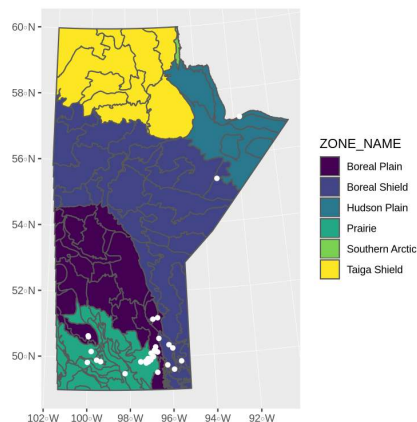 60°N
58°N
56°N
54°N
52°N
50°N
102°W 100°W 98°W 96°W 94°W 92°W
ZONE_NAME
Boreal Plain
Boreal Shield
Hudson Plain
Prairie
Southern Arctic
Taiga Shield